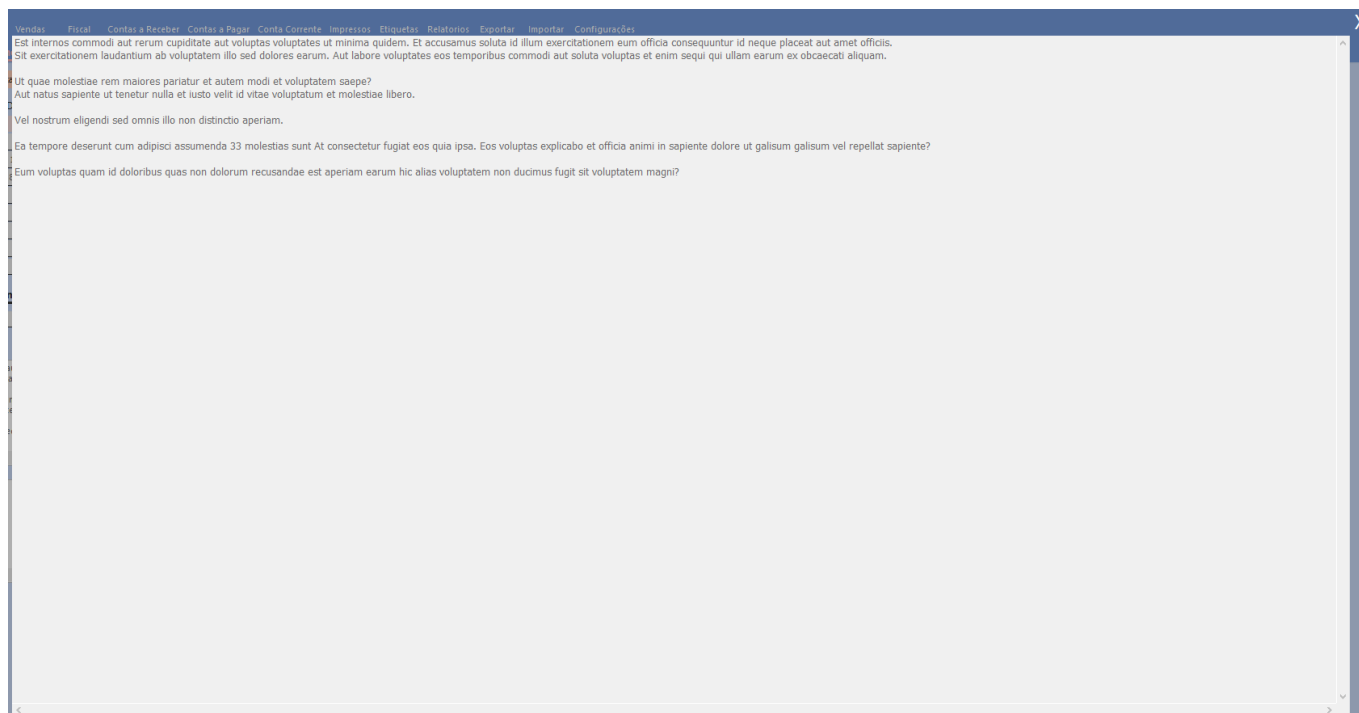 Vendas Fiscal Contas a Receber Contas a Pagar Conta Corrente Impressos Etiquetas Relatorios Exportar Importar Configurações
Est internos commodi aut rerum cupiditate aut voluptas voluptates ut minima quidem. Et accusamus soluta id illum exercitationem eum officia consequuntur id neque placeat aut amet officiis.
Sit exercitationem laudantium ab voluptatem illo sed dolores earum. Aut labore voluptates eos temporibus commodi aut soluta voluptas et enim sequi qui ullam earum ex obcaecati aliquam.
Ut quae molestiae rem maiores pariatur et autem modi et voluptatem saepe?
Aut natus sapiente ut tenetur nulla et iusto velit id vitae voluptatum et molestiae libero.
Vel nostrum eligendi sed omnis illo non distinctio aperiam.
Ea tempore deserunt cum adipisci assumenda 33 molestias sunt At consectetur fugiat eos quia ipsa. Eos voluptas explicabo et officia animi in sapiente dolore ut galisum galisum vel repellat sapiente?
Eum voluptas quam id doloribus quas non dolorum recusandae est aperiam earum hic alias voluptatem non ducimus fugit sit voluptatem magni?